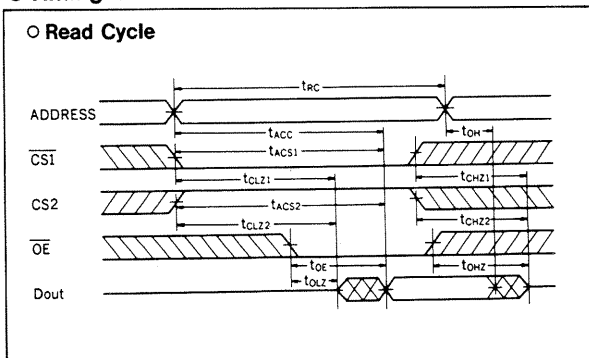 ○ Read Cycle
tRC
ADDRESS
tACC
tOH
CS1
tACS1
tCLZ1
tCHZ1
CS2
tACS2
tCLZ2
tCHZ2
OE
tOE
tOHZ
tOLZ
Dout